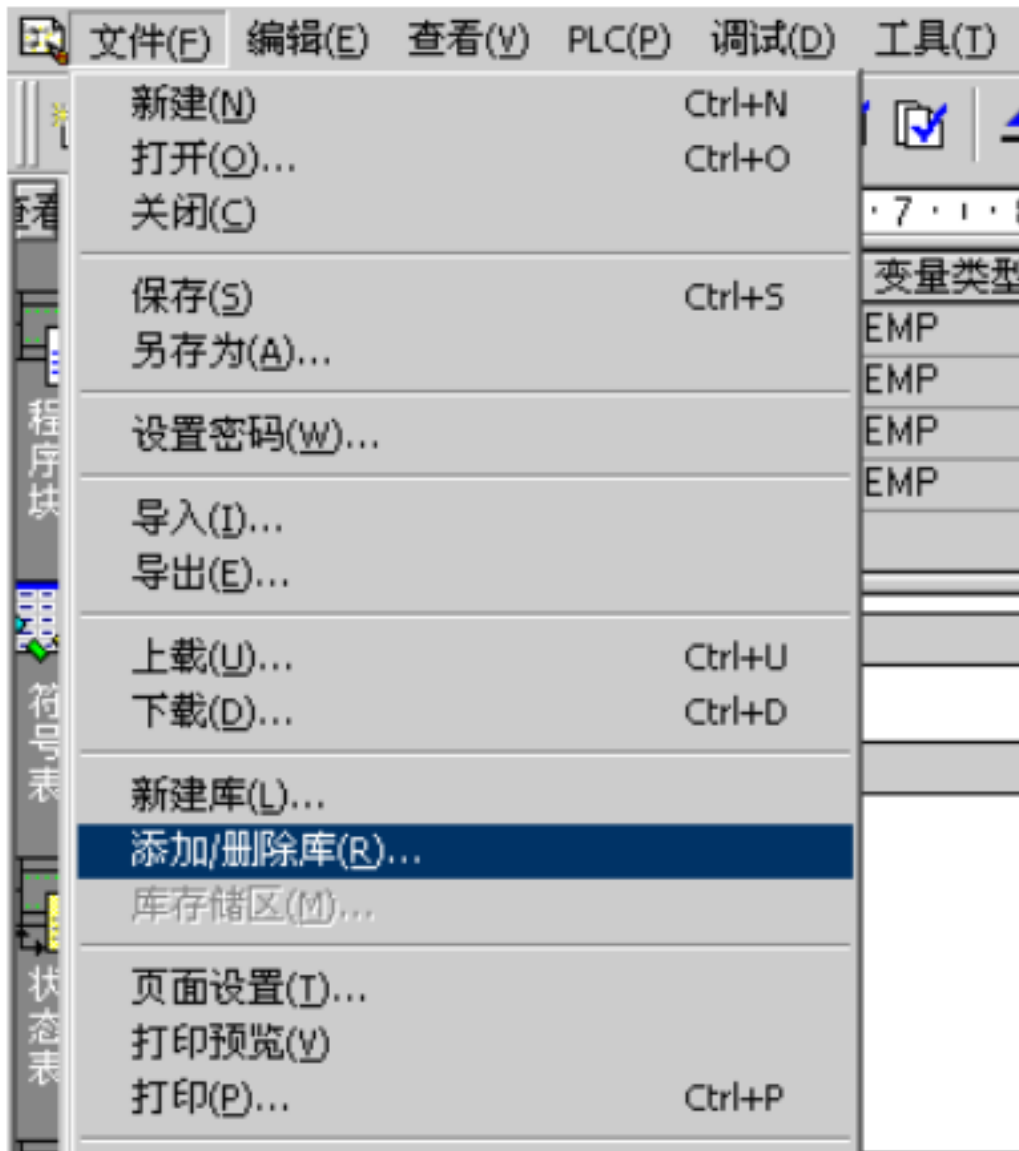 文件(F) 编辑(E) 查看(V) PLC(P) 调试(D) 工具(T)
新建(N) Ctrl+N
打开(O)... Ctrl+O
关闭(C)
保存(S) Ctrl+S
另存为(A)...
设置密码(W)...
导入(I)...
导出(E)...
上载(U)... Ctrl+U
下载(D)... Ctrl+D
新建库(L)...
添加/删除库(R)...
库存储区(M)...
页面设置(T)...
打印预览(V)
打印(P)... Ctrl+P
查看
程序块
符号表
状态表
· 7 · ı ·
变量类型
EMP
EMP
EMP
EMP